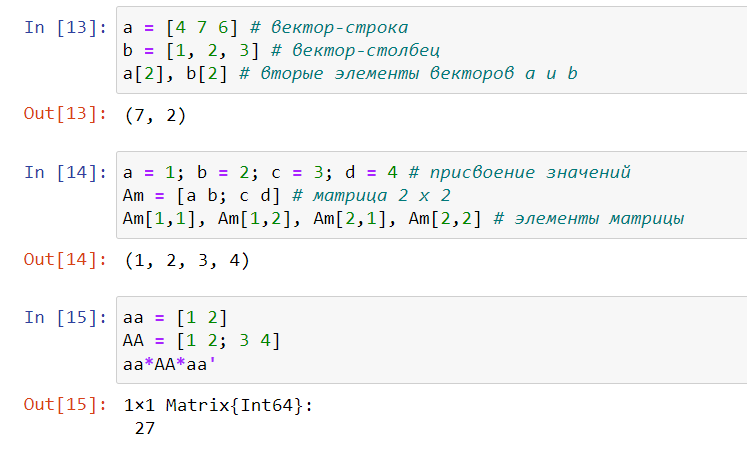 In [13]: a = [4 7 6] # вектор-строка
b = [1, 2, 3] # вектор-столбец
a[2], b[2] # вторые элементы векторов a и b
Out[13]: (7, 2)
In [14]: a = 1; b = 2; c = 3; d = 4 # присвоение значений
Am = [a b; c d] # матрица 2 x 2
Am[1,1], Am[1,2], Am[2,1], Am[2,2] # элементы матрицы
Out[14]: (1, 2, 3, 4)
In [15]: aa = [1 2]
AA = [1 2; 3 4]
aa*AA*aa'
Out[15]: 1×1 Matrix{Int64}:
27